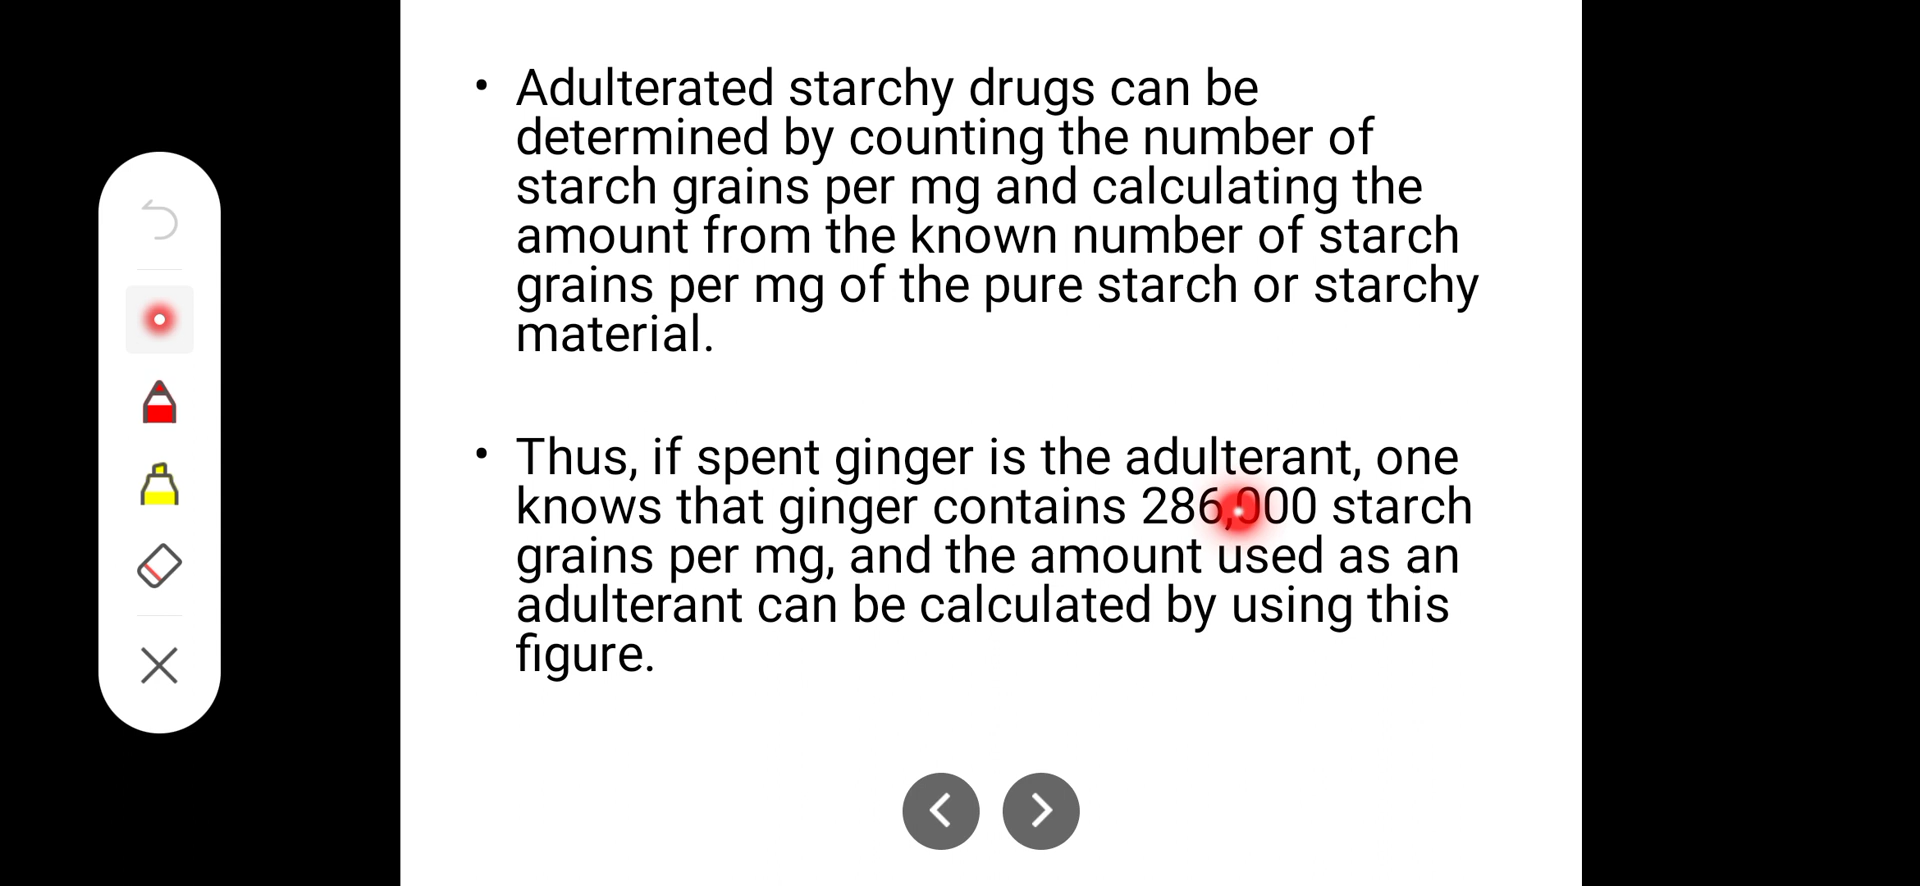 • Adulterated starchy drugs can be
determined by counting the number of
starch grains per mg and calculating the
amount from the known number of starch
grains per mg of the pure starch or starchy
material.
• Thus, if spent ginger is the adulterant, one
knows that ginger contains 286,000 starch
grains per mg, and the amount used as an
adulterant can be calculated by using this
figure.